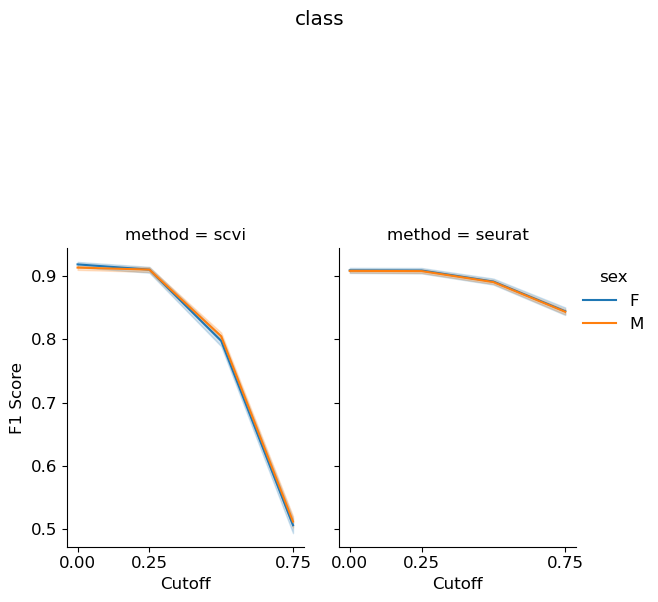 class
method = scvi
method = seurat
F1 Score
0.9
0.8
0.7
0.6
0.5
0.00
0.25
0.75
Cutoff
0.00
0.25
0.75
Cutoff
sex
F
M